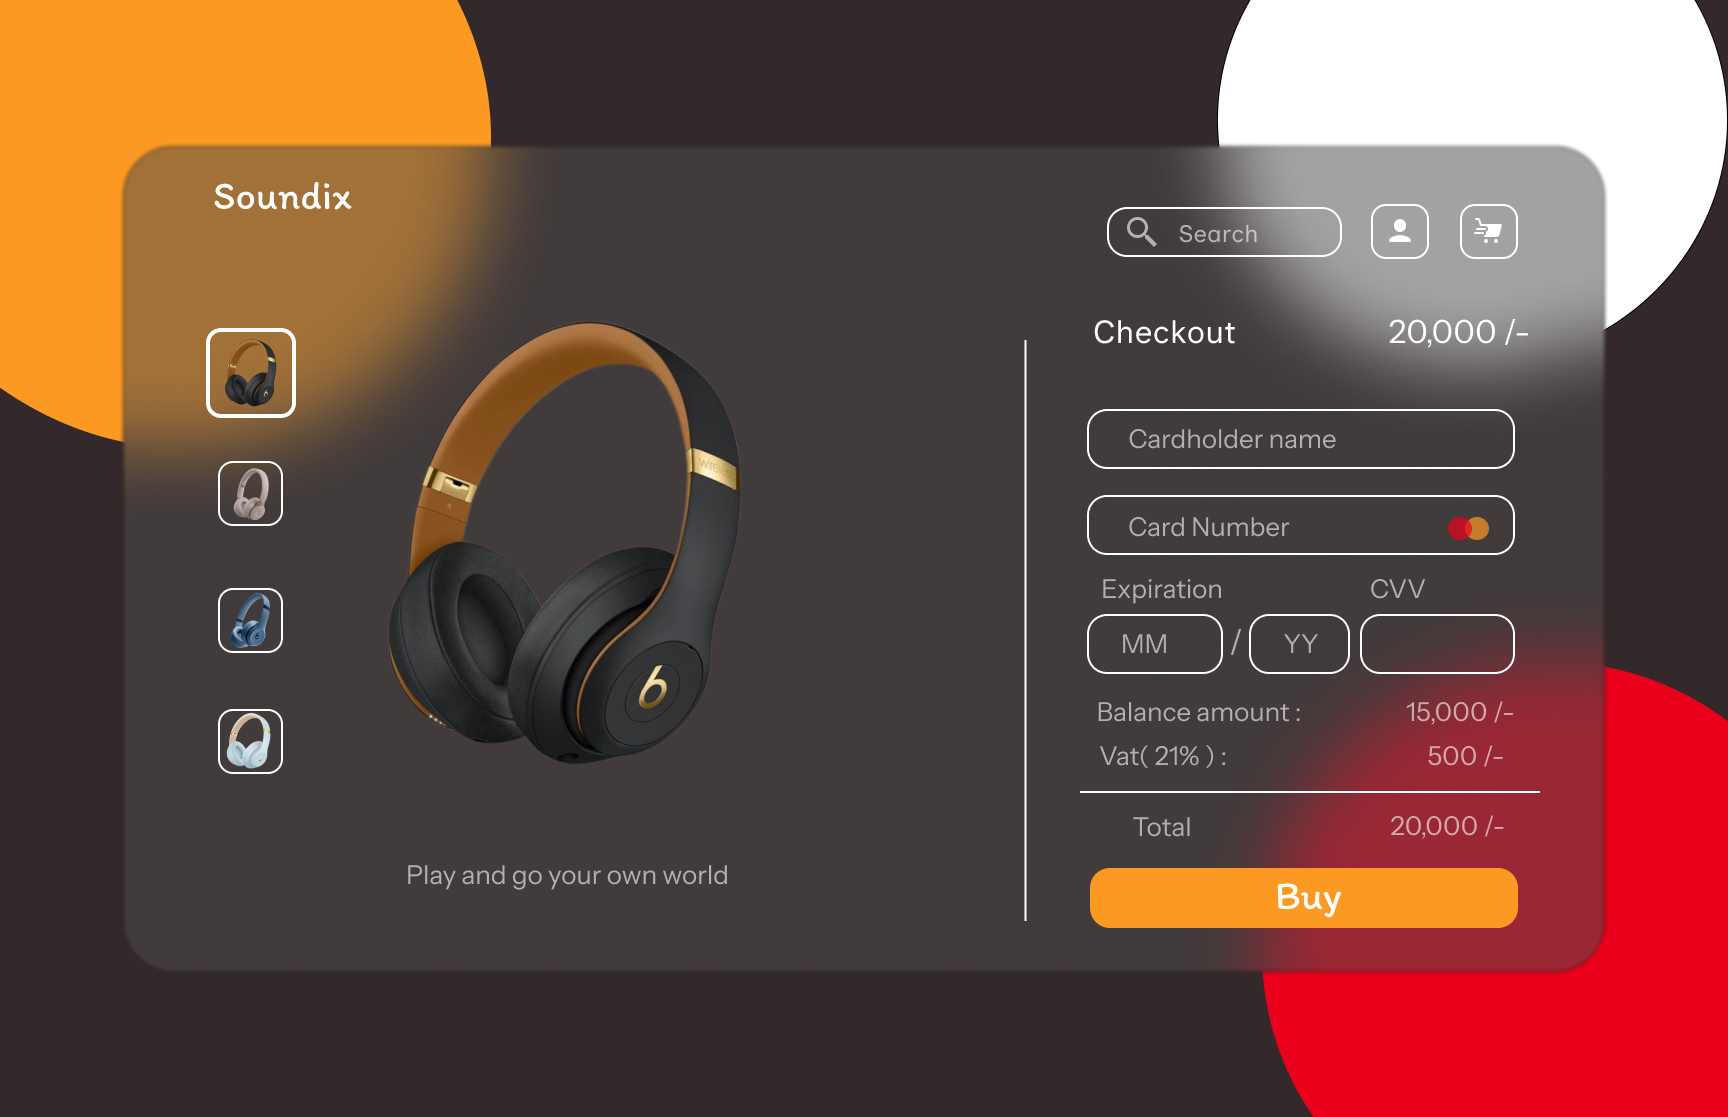 Soundix
Search
Checkout 20,000 /-
Cardholder name
Card Number
Expiration CVV
MM / YY
Balance amount : 15,000 /-
Vat( 21% ) : 500 /-
Total 20,000 /-
Buy
Play and go your own world